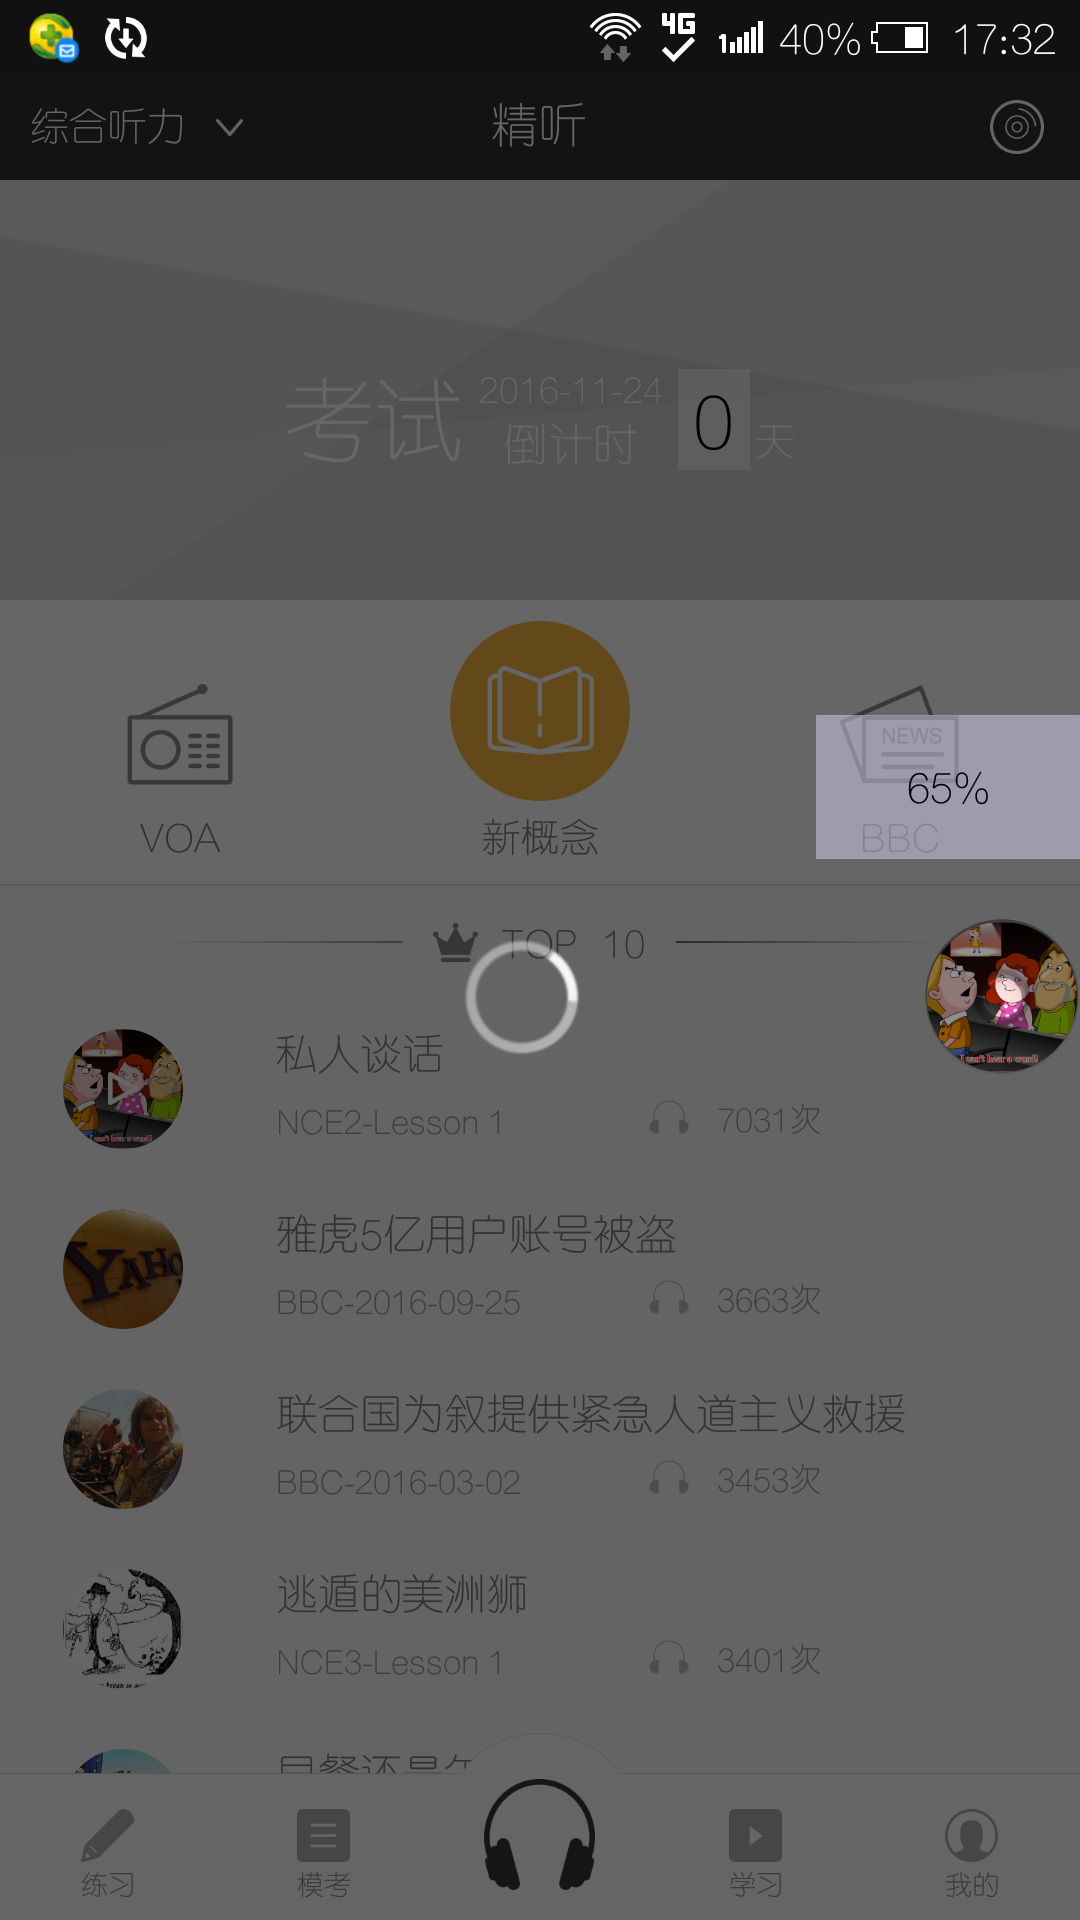 4G
40%
17:32
综合听力
精听
考试
2016-11-24
倒计时
0
天
NEWS
65%
VOA
新概念
BBC
TOP 10
私人谈话
NCE2-Lesson 1
7031次
I can't hear a word!!
雅虎5亿用户账号被盗
BBC-2016-09-25
3663次
YAHO
联合国为叙提供紧急人道主义救援
BBC-2016-03-02
3453次
逃遁的美洲狮
NCE3-Lesson 1
3401次
练习
模考
学习
我的